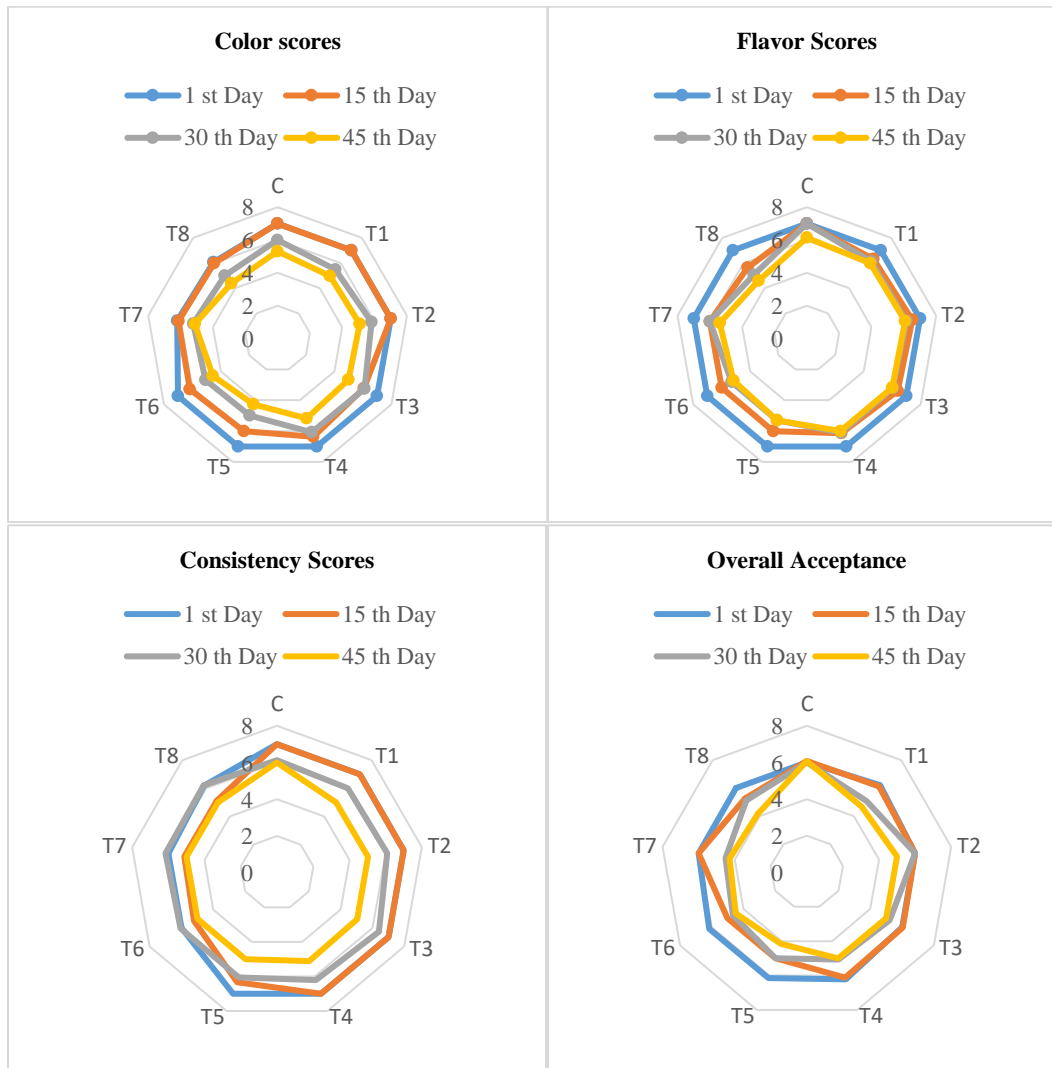 Color scores
1 st Day 15 th Day
30 th Day 45 th Day
C
T1
T2
T3
T4
T5
T6
T7
T8
8
6
4
2
0
Flavor Scores
1 st Day 15 th Day
30 th Day 45 th Day
C
T1
T2
T3
T4
T5
T6
T7
T8
8
6
4
2
0
Consistency Scores
1 st Day 15 th Day
30 th Day 45 th Day
C
T1
T2
T3
T4
T5
T6
T7
T8
8
6
4
2
0
Overall Acceptance
1 st Day 15 th Day
30 th Day 45 th Day
C
T1
T2
T3
T4
T5
T6
T7
T8
8
6
4
2
0